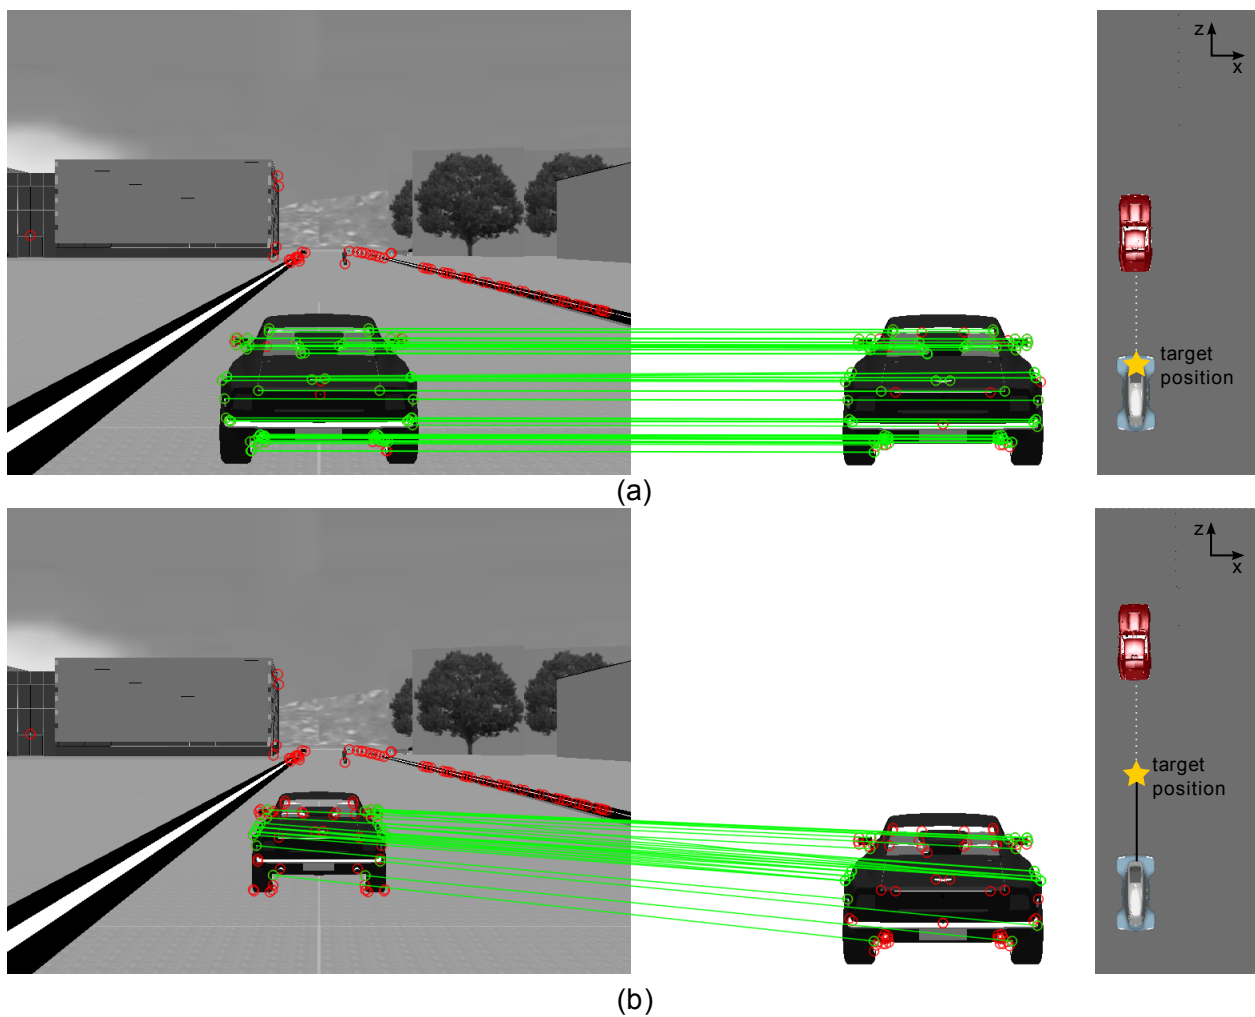 z
x
target
position
(a)
z
x
target
position
(b)